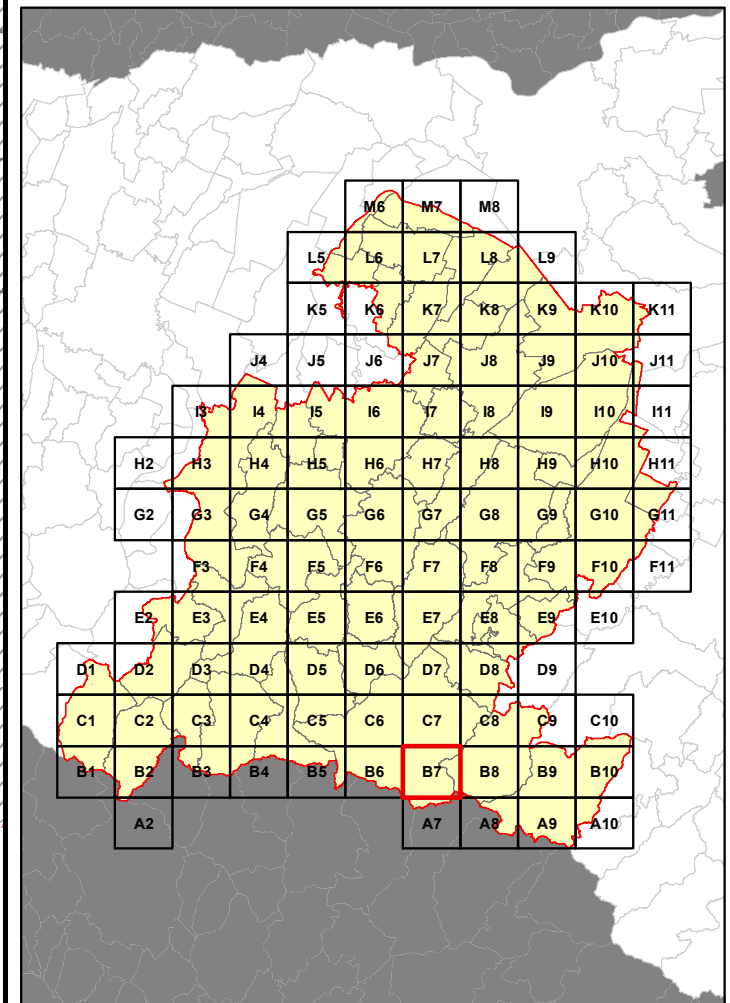 M6 M7 M8
L5 L6 L7 L8 L9
K5 K6 K7 K8 K9 K10 K11
J4 J5 J6 J7 J8 J9 J10 J11
I3 I4 I5 I6 I7 I8 I9 I10 I11
H2 H3 H4 H5 H6 H7 H8 H9 H10 H11
G2 G3 G4 G5 G6 G7 G8 G9 G10 G11
F3 F4 F5 F6 F7 F8 F9 F10 F11
E2 E3 E4 E5 E6 E7 E8 E9 E10
D1 D2 D3 D4 D5 D6 D7 D8 D9
C1 C2 C3 C4 C5 C6 C7 C8 C9 C10
B1 B2 B3 B4 B5 B6 B7 B8 B9 B10
A2 A7 A8 A9 A10